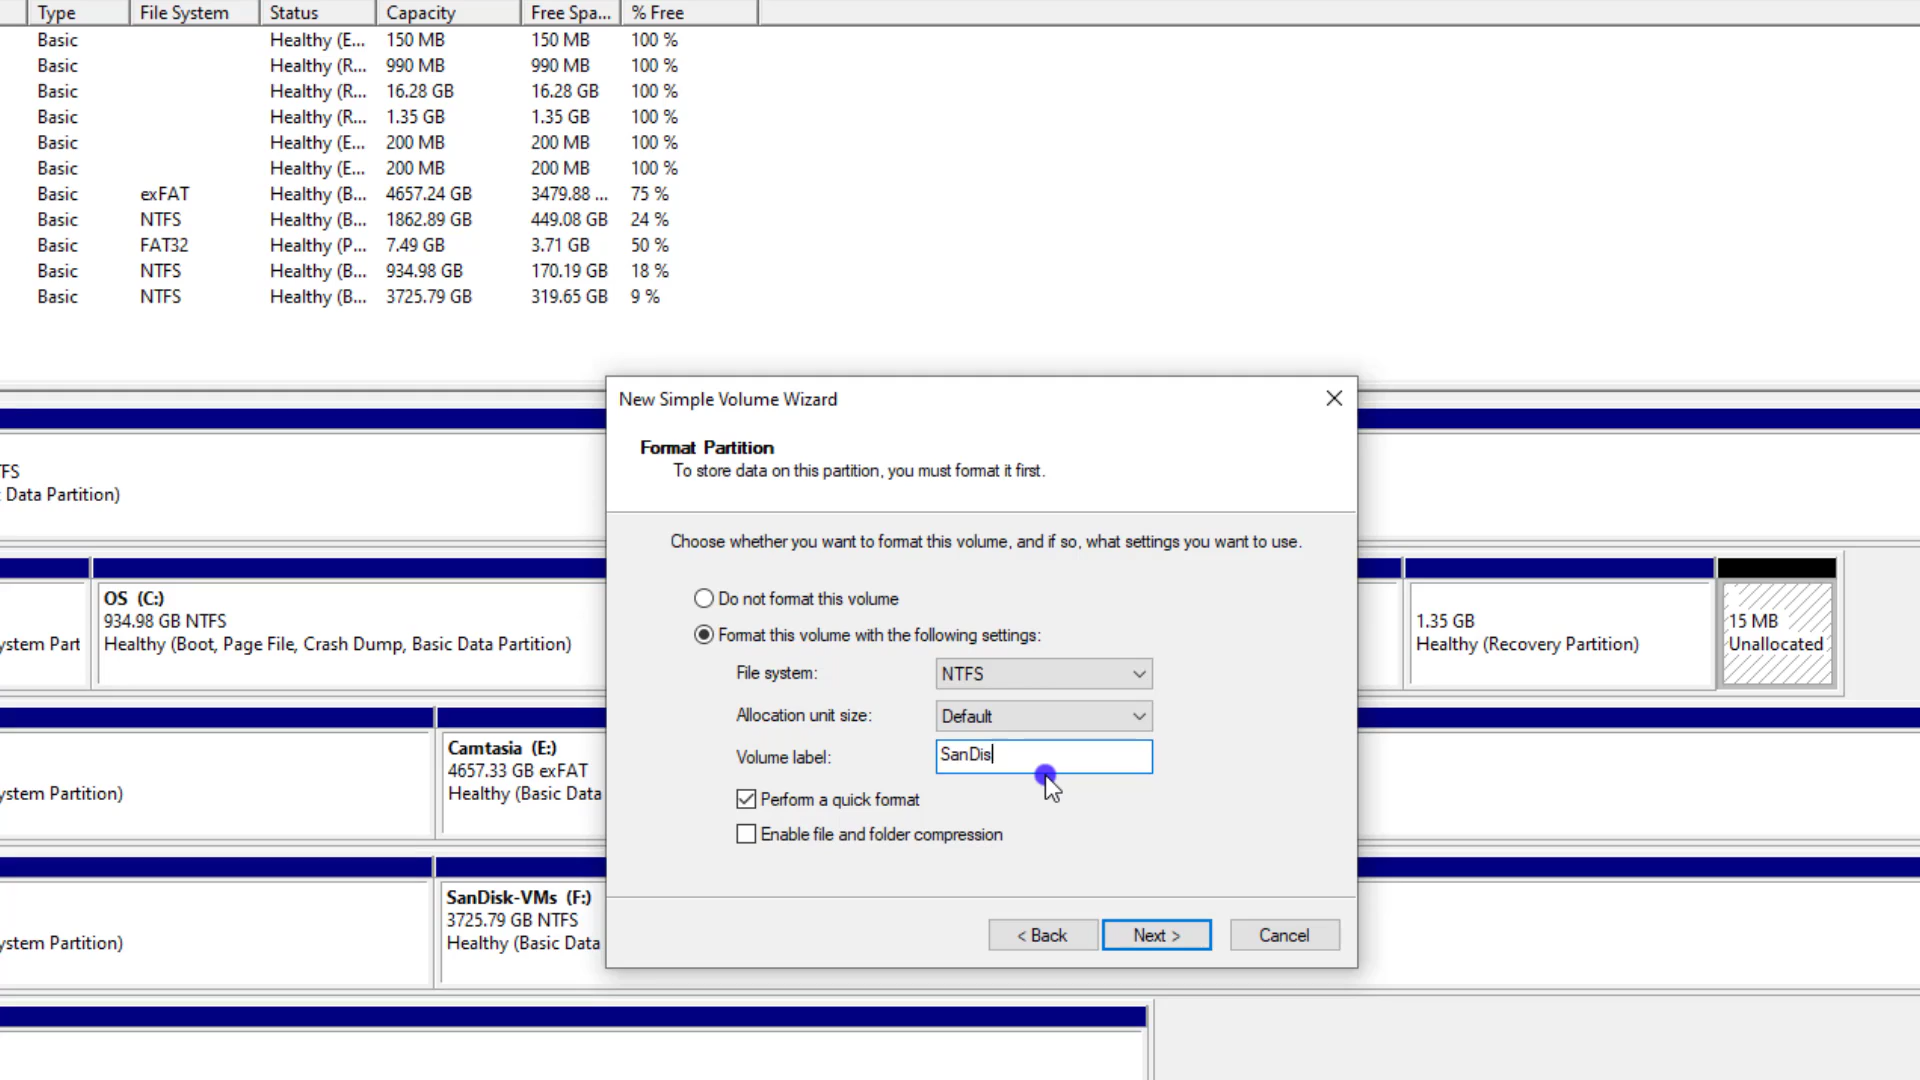 Type File System Status Capacity Free Spa... % Free
Basic Healthy (E... 150 MB 150 MB 100 %
Basic Healthy (R... 990 MB 990 MB 100 %
Basic Healthy (R... 16.28 GB 16.28 GB 100 %
Basic Healthy (R... 1.35 GB 1.35 GB 100 %
Basic Healthy (E... 200 MB 200 MB 100 %
Basic Healthy (E... 200 MB 200 MB 100 %
Basic exFAT Healthy (B... 4657.24 GB 3479.88 ... 75 %
Basic NTFS Healthy (B... 1862.89 GB 449.08 GB 24 %
Basic FAT32 Healthy (P... 7.49 GB 3.71 GB 50 %
Basic NTFS Healthy (B... 934.98 GB 170.19 GB 18 %
Basic NTFS Healthy (B... 3725.79 GB 319.65 GB 9 %
New Simple Volume Wizard
Format Partition
To store data on this partition, you must format it first.
Choose whether you want to format this volume, and if so, what settings you want to use.
Do not format this volume
Format this volume with the following settings:
File system: NTFS
Allocation unit size: Default
Volume label: SanDis
Perform a quick format
Enable file and folder compression
< Back Next > Cancel
FS
Data Partition)
ystem Part
OS (C:)
934.98 GB NTFS
Healthy (Boot, Page File, Crash Dump, Basic Data Partition)
1.35 GB
Healthy (Recovery Partition)
15 MB
Unallocated
ystem Partition)
Camtasia (E:)
4657.33 GB exFAT
Healthy (Basic Data
ystem Partition)
SanDisk-VMs (F:)
3725.79 GB NTFS
Healthy (Basic Data